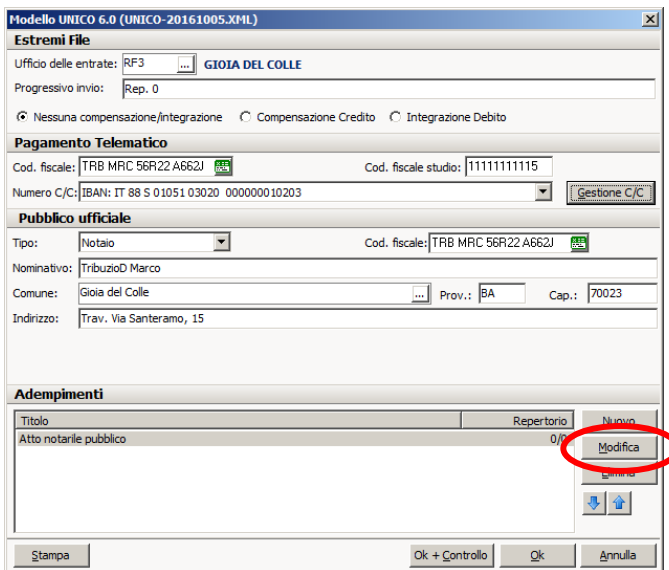 Modello UNICO 6.0 (UNICO-20161005.XML)
Estremi File
Ufficio delle entrate: RF3 ... GIOIA DEL COLLE
Progressivo invio: Rep. 0
Nessuna compensazione/integrazione Compensazione Credito Integrazione Debito
Pagamento Telematico
Cod. fiscale: TRB MRC 56R22 A662J Cod. fiscale studio: 11111111115
Numero C/C: IBAN: IT 88 S 01051 03020 000000010203 Gestione C/C
Pubblico ufficiale
Tipo: Notaio Cod. fiscale: TRB MRC 56R22 A662J
Nominativo: TribuzioD Marco
Comune: Gioia del Colle ... Prov.: BA Cap.: 70023
Indirizzo: Trav. Via Santeramo, 15
Adempimenti
Titolo Repertorio Nuovo
Atto notarile pubblico 0/0
Modifica
Elimina
Stampa Ok + Controllo Ok Annulla